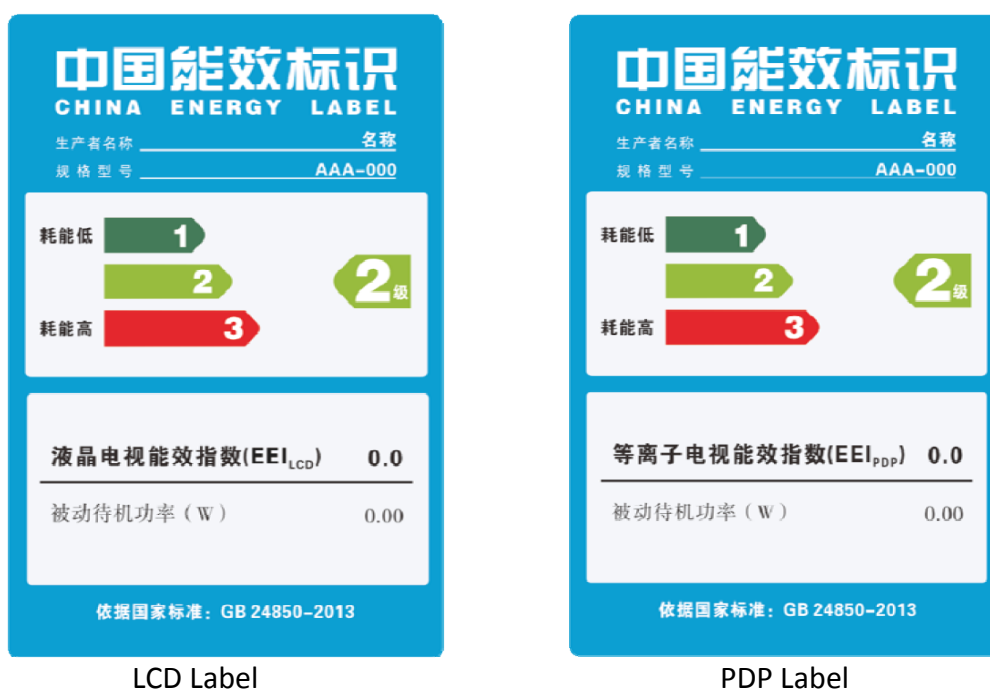 中国能效标识
CHINA ENERGY LABEL
生产者名称 名称
规格型号 AAA-000
耗能低 1
2
2级
耗能高 3
液晶电视能效指数(EEI_LCD) 0.0
被动待机功率（W） 0.00
依据国家标准：GB 24850-2013
LCD Label
中国能效标识
CHINA ENERGY LABEL
生产者名称 名称
规格型号 AAA-000
耗能低 1
2
2级
耗能高 3
等离子电视能效指数(EEI_PDP) 0.0
被动待机功率（W） 0.00
依据国家标准：GB 24850-2013
PDP Label